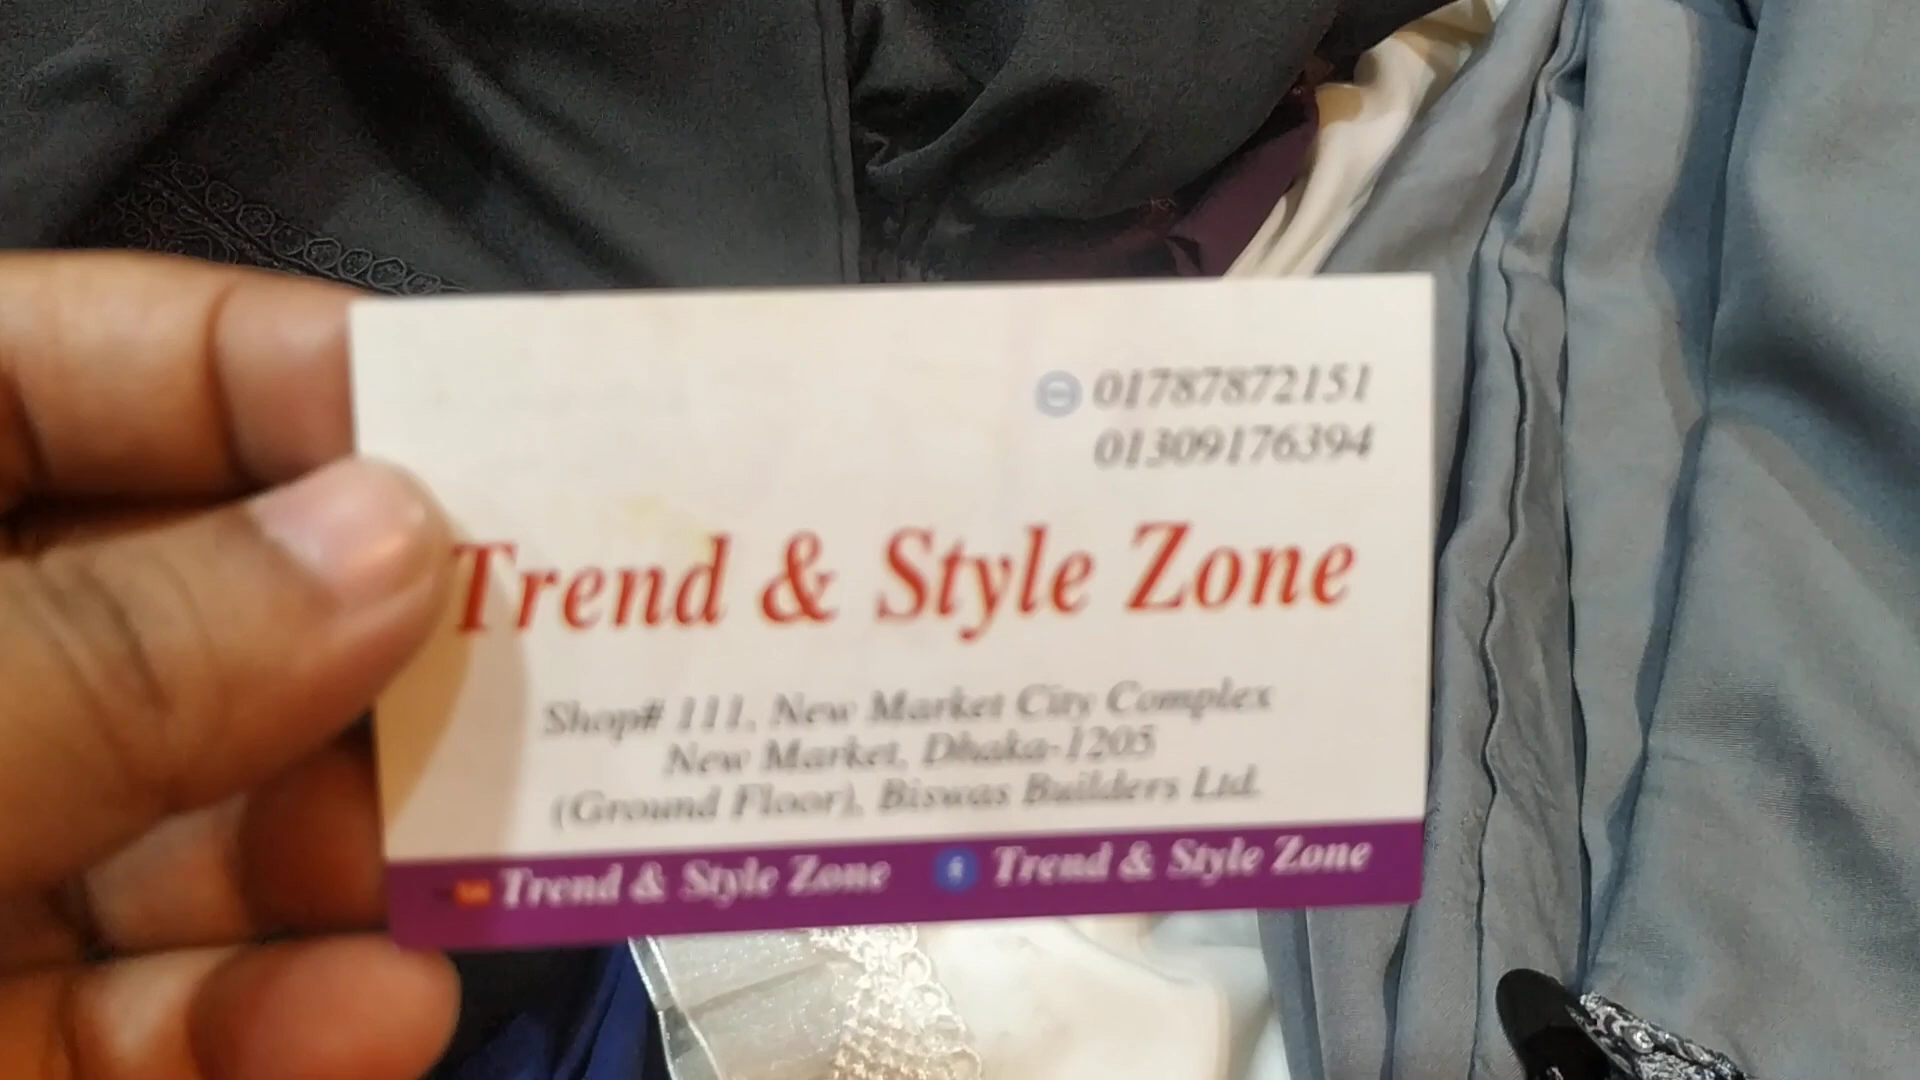 01787872151
01309176394
Trend & Style Zone
Shop# 111, New Market City Complex
New Market, Dhaka-1205
(Ground Floor), Biswas Builders Ltd.
Trend & Style Zone
Trend & Style Zone